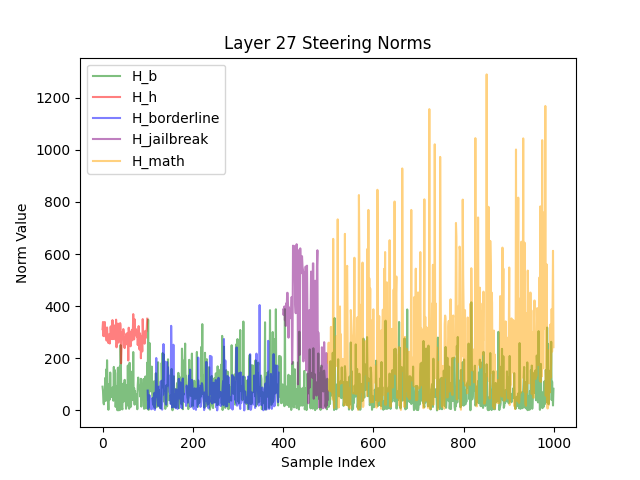 Layer 27 Steering Norms
H_b
H_h
H_borderline
H_jailbreak
H_math
Norm Value
1200
1000
800
600
400
200
0
0 200 400 600 800 1000
Sample Index